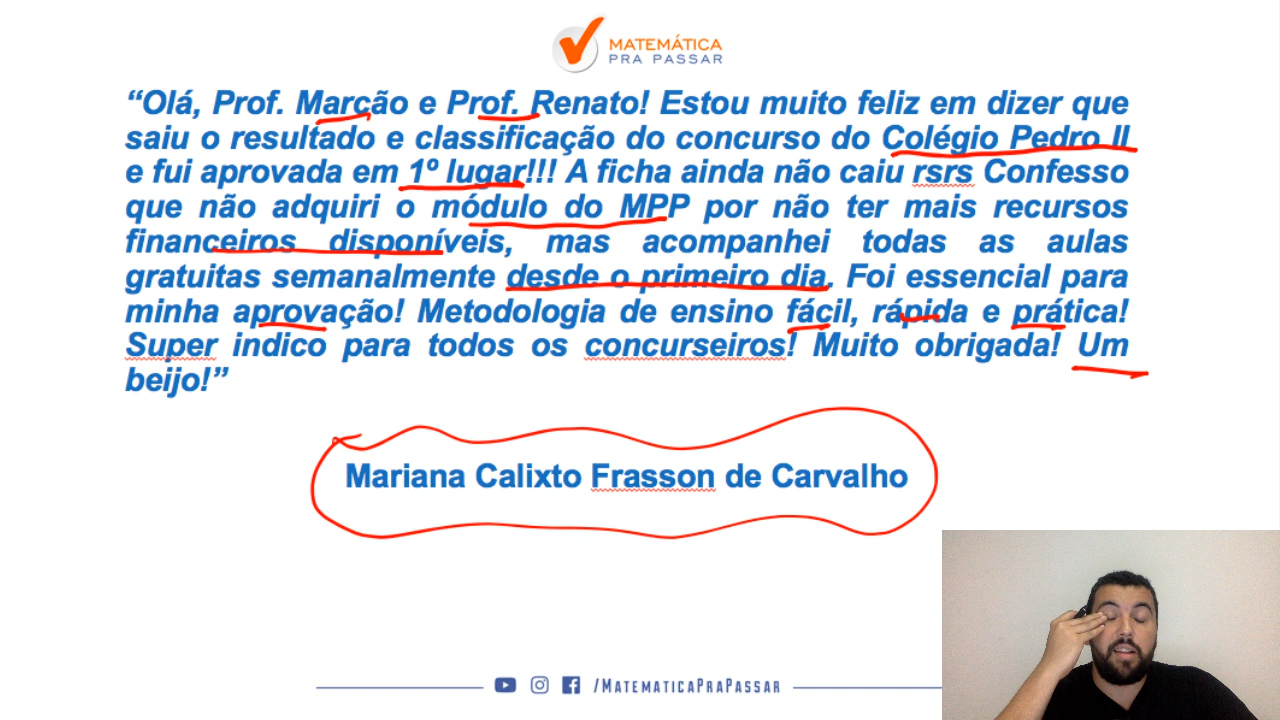 MATEMÁTICA
PRA PASSAR
“Olá, Prof. Marcão e Prof. Renato! Estou muito feliz em dizer que
saiu o resultado e classificação do concurso do Colégio Pedro II
e fui aprovada em 1º lugar!!! A ficha ainda não caiu rsrs Confesso
que não adquiri o módulo do MPP por não ter mais recursos
financeiros disponíveis, mas acompanhei todas as aulas
gratuitas semanalmente desde o primeiro dia. Foi essencial para
minha aprovação! Metodologia de ensino fácil, rápida e prática!
Super indico para todos os concurseiros! Muito obrigada! Um
beijo!”
Mariana Calixto Frasson de Carvalho
/MATEMATICAPRAPASSAR